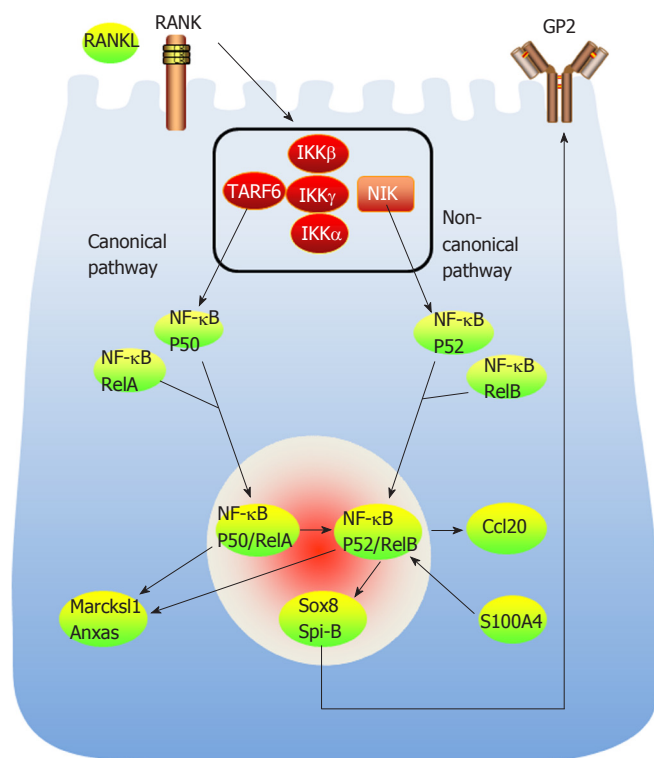 RANKL
RANK
GP2
IKKβ
TARF6
IKKγ
NIK
IKKα
Canonical
pathway
Non-
canonical
pathway
NF-κB
P50
NF-κB
P52
NF-κB
RelA
NF-κB
RelB
NF-κB
P50/RelA
NF-κB
P52/RelB
Ccl20
Marcksl1
Anxas
Sox8
Spi-B
S100A4